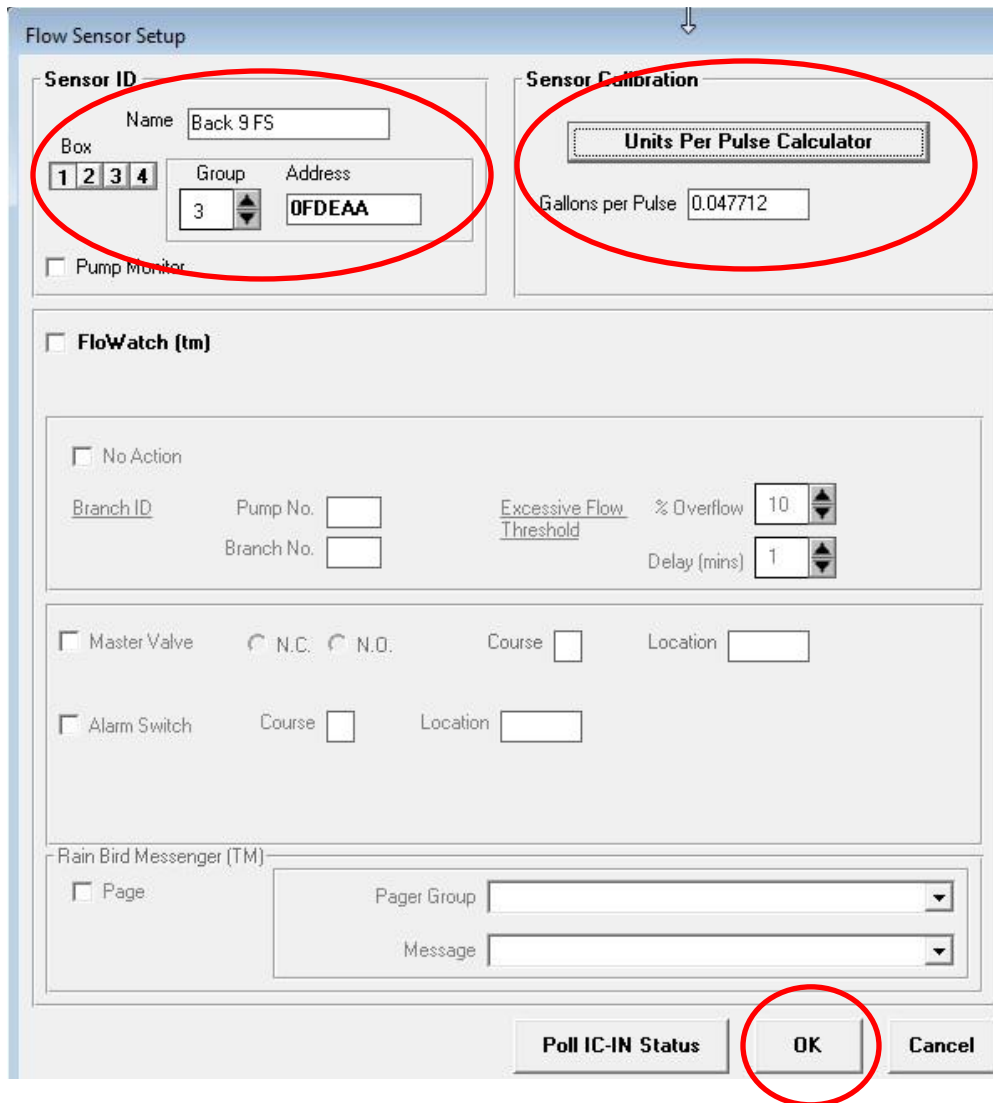 Flow Sensor Setup
Sensor ID
Name Back 9 FS
Box
1 2 3 4
Group Address
3 0FDEAA
Pump Monitor
Sensor Calibration
Units Per Pulse Calculator
Gallons per Pulse 0.047712
FloWatch (tm)
No Action
Branch ID Pump No.
Branch No.
Excessive Flow Threshold
% Overflow 10
Delay (mins) 1
Master Valve N.C. N.O. Course Location
Alarm Switch Course Location
Rain Bird Messenger (TM)
Page
Pager Group
Message
Poll IC-IN Status OK Cancel